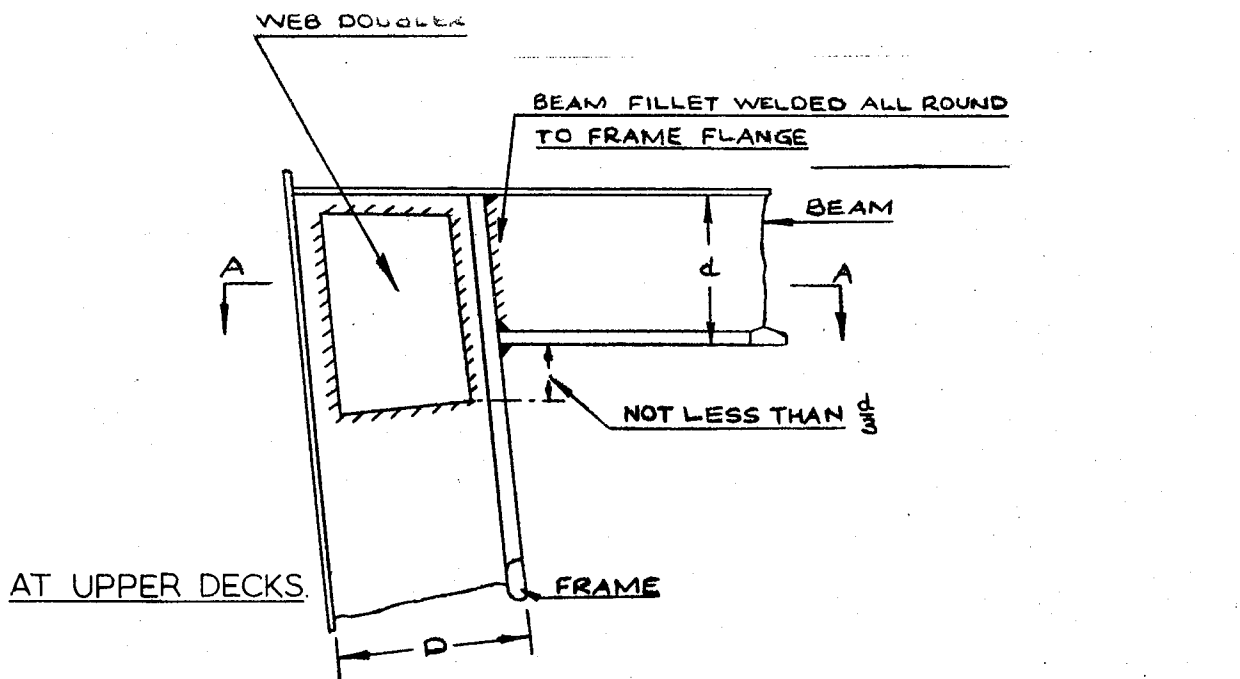 WEB DOUBLER
BEAM FILLET WELDED ALL ROUND
TO FRAME FLANGE
BEAM
A
d
A
NOT LESS THAN d/3
AT UPPER DECKS.
FRAME
D